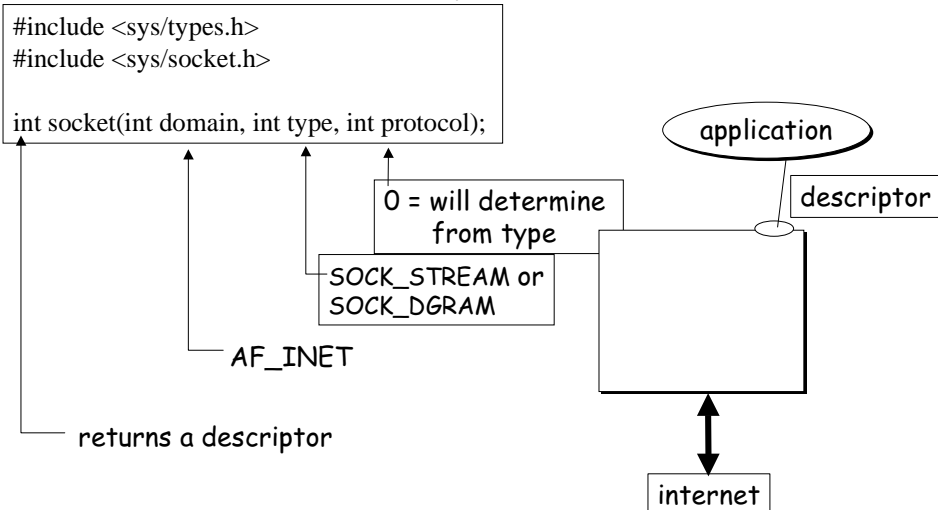 #include <sys/types.h>
#include <sys/socket.h>
int socket(int domain, int type, int protocol);
application
descriptor
0 = will determine
from type
SOCK_STREAM or
SOCK_DGRAM
AF_INET
returns a descriptor
internet